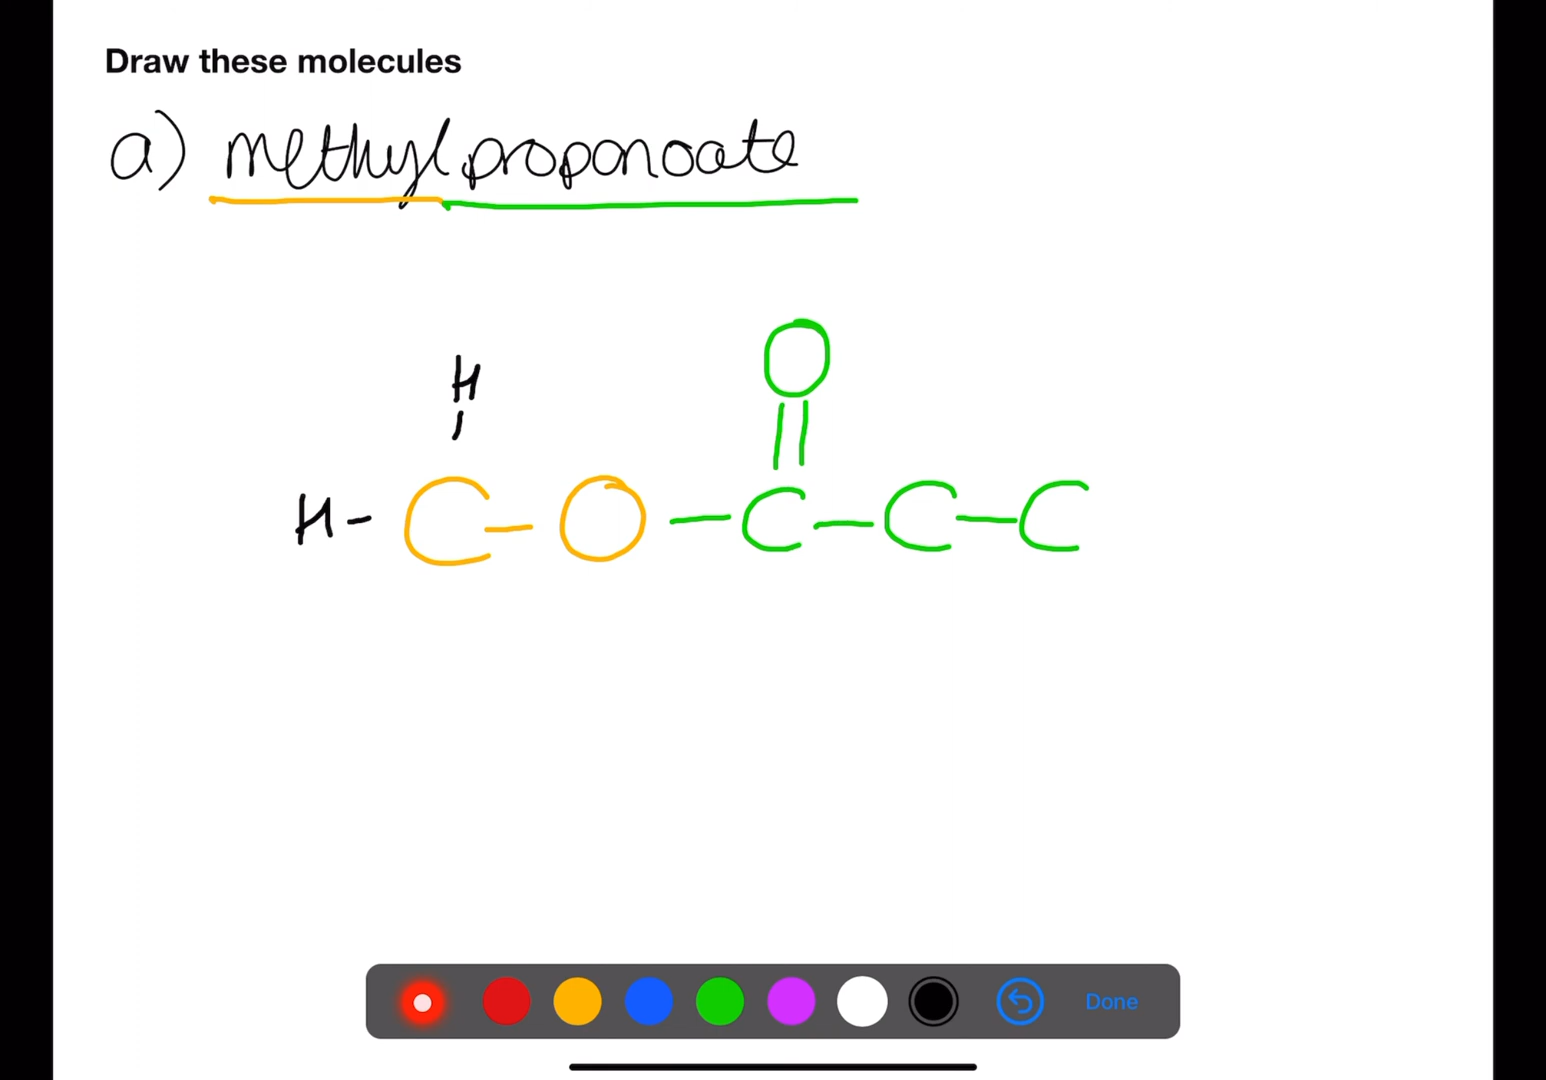 Draw these molecules
a) methylproponoate
O
H
H-C-O-C-C-C
Done